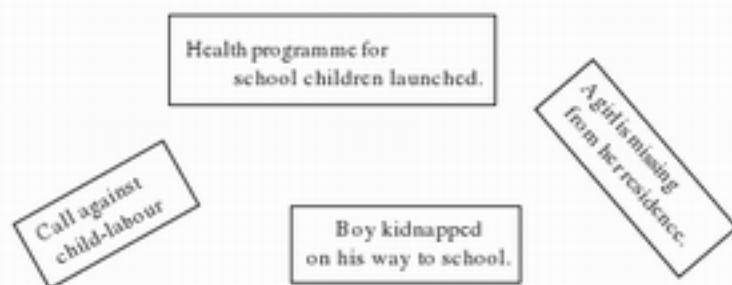 Health programme for
school children launched.
A girl is missing
from her residence.
Call against
child-labour
Boy kidnapped
on his way to school.